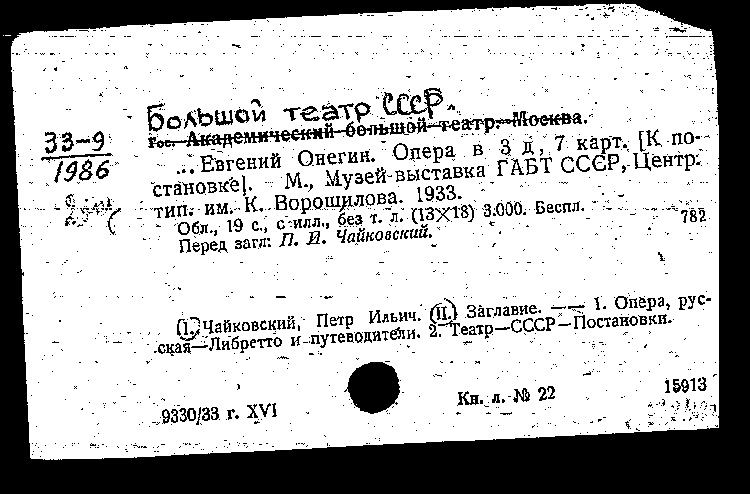 Большой театр СССР.
33-9
1986
Гос. Академический большой театр. Москва.
... Евгений Онегин. Опера в 3 д, 7 карт. [К по-
становке]. М., Музей-выставка ГАБТ СССР, Центр.
тип. им. К. Ворошилова. 1933.
Обл., 19 с., с илл., без т. л. (13X18) 3.000. Беспл.
782
Перед загл: П. И. Чайковский.
(I.) Чайковский, Петр Ильич. (II.) Заглавие. —— 1. Опера, рус-
ская—Либретто и путеводители. 2. Театр—СССР—Постановки.
9330/33 г. XVI
Кн. л. № 22
15913